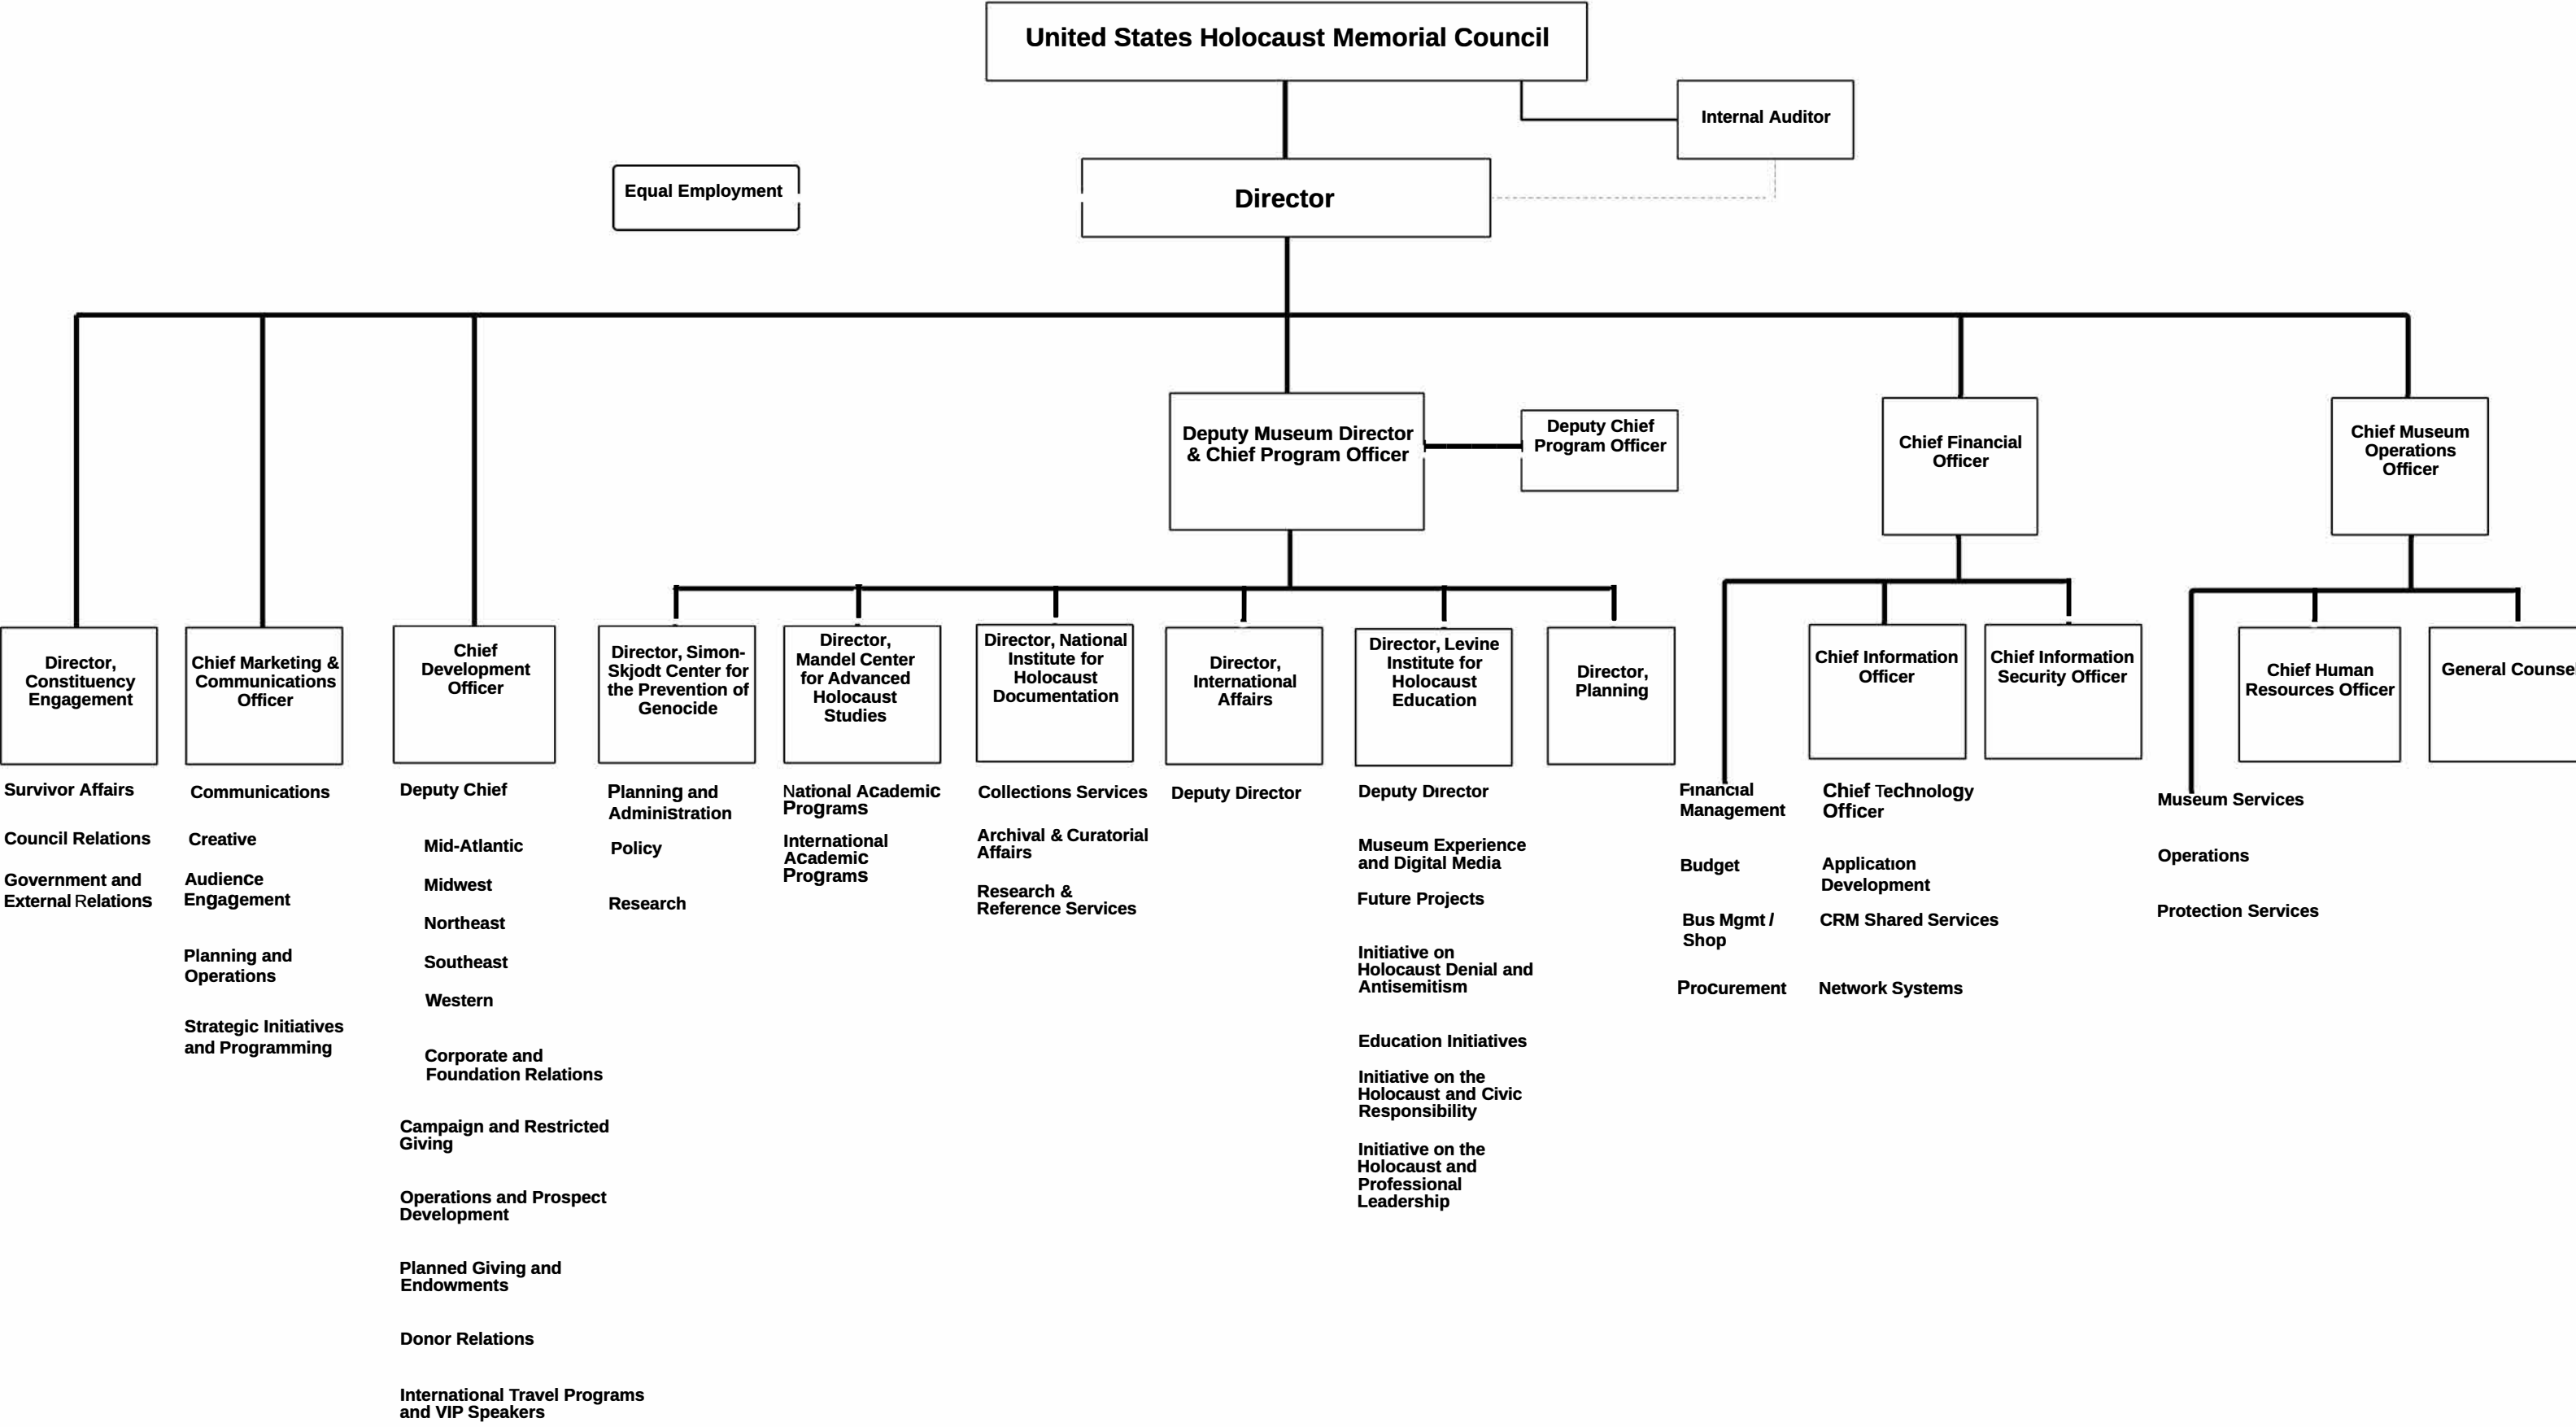 United States Holocaust Memorial Council
Internal Auditor
Equal Employment
Director
Deputy Museum Director
& Chief Program Officer
Deputy Chief
Program Officer
Chief Financial
Officer
Chief Museum
Operations
Officer
Director,
Constituency
Engagement
Chief Marketing &
Communications
Officer
Chief
Development
Officer
Director, Simon-
Skjodt Center for
the Prevention of
Genocide
Director,
Mandel Center
for Advanced
Holocaust
Studies
Director, National
Institute for
Holocaust
Documentation
Director,
International
Affairs
Director, Levine
Institute for
Holocaust
Education
Director,
Planning
Chief Information
Officer
Chief Information
Security Officer
Chief Human
Resources Officer
General Counse
Survivor Affairs
Council Relations
Government and
External Relations
Communications
Creative
Audience
Engagement
Planning and
Operations
Strategic Initiatives
and Programming
Deputy Chief
Mid-Atlantic
Midwest
Northeast
Southeast
Western
Corporate and
Foundation Relations
Campaign and Restricted
Giving
Operations and Prospect
Development
Planned Giving and
Endowments
Donor Relations
International Travel Programs
and VIP Speakers
Planning and
Administration
Policy
Research
National Academic
Programs
International
Academic
Programs
Collections Services
Archival & Curatorial
Affairs
Research &
Reference Services
Deputy Director
Deputy Director
Museum Experience
and Digital Media
Future Projects
Initiative on
Holocaust Denial and
Antisemitism
Education Initiatives
Initiative on the
Holocaust and Civic
Responsibility
Initiative on the
Holocaust and
Professional
Leadership
Financial
Management
Budget
Bus Mgmt /
Shop
Procurement
Chief Technology
Officer
Application
Development
CRM Shared Services
Network Systems
Museum Services
Operations
Protection Services